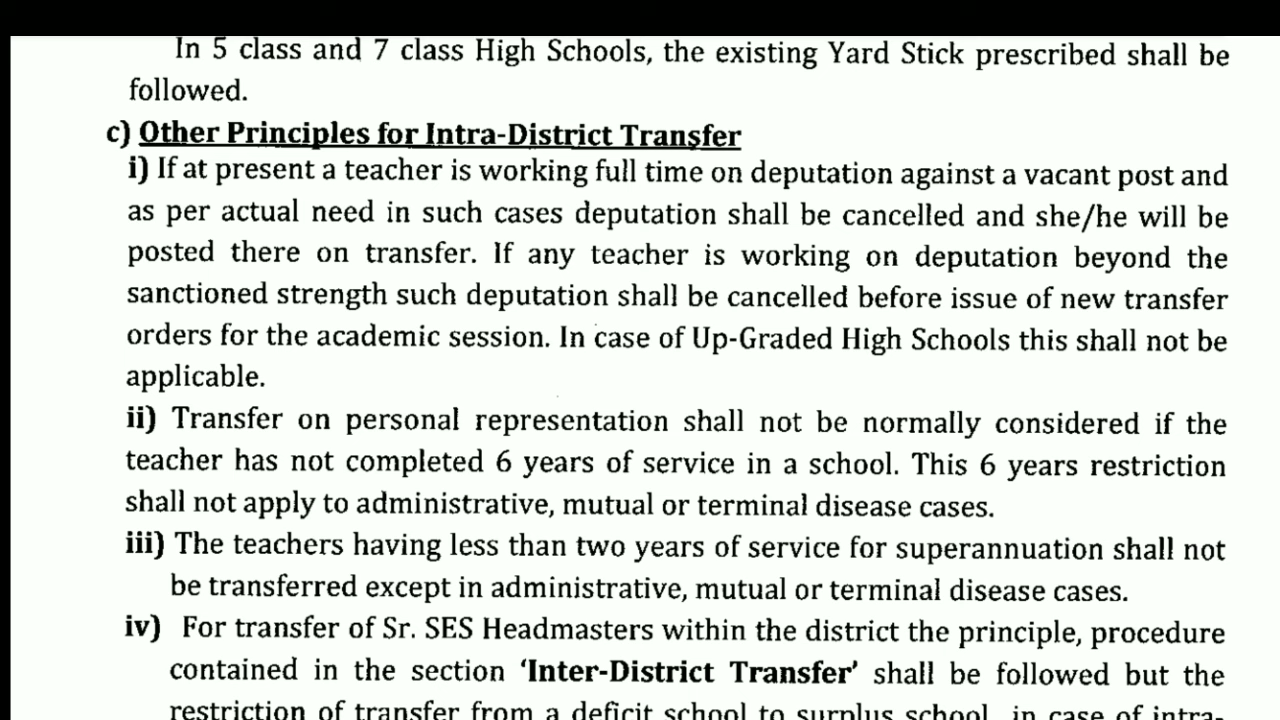 In 5 class and 7 class High Schools, the existing Yard Stick prescribed shall be
followed.
c) Other Principles for Intra-District Transfer
i) If at present a teacher is working full time on deputation against a vacant post and
as per actual need in such cases deputation shall be cancelled and she/he will be
posted there on transfer. If any teacher is working on deputation beyond the
sanctioned strength such deputation shall be cancelled before issue of new transfer
orders for the academic session. In case of Up-Graded High Schools this shall not be
applicable.
ii) Transfer on personal representation shall not be normally considered if the
teacher has not completed 6 years of service in a school. This 6 years restriction
shall not apply to administrative, mutual or terminal disease cases.
iii) The teachers having less than two years of service for superannuation shall not
be transferred except in administrative, mutual or terminal disease cases.
iv) For transfer of Sr. SES Headmasters within the district the principle, procedure
contained in the section ‘Inter-District Transfer’ shall be followed but the
restriction of transfer from a deficit school to surplus school, in case of intra-